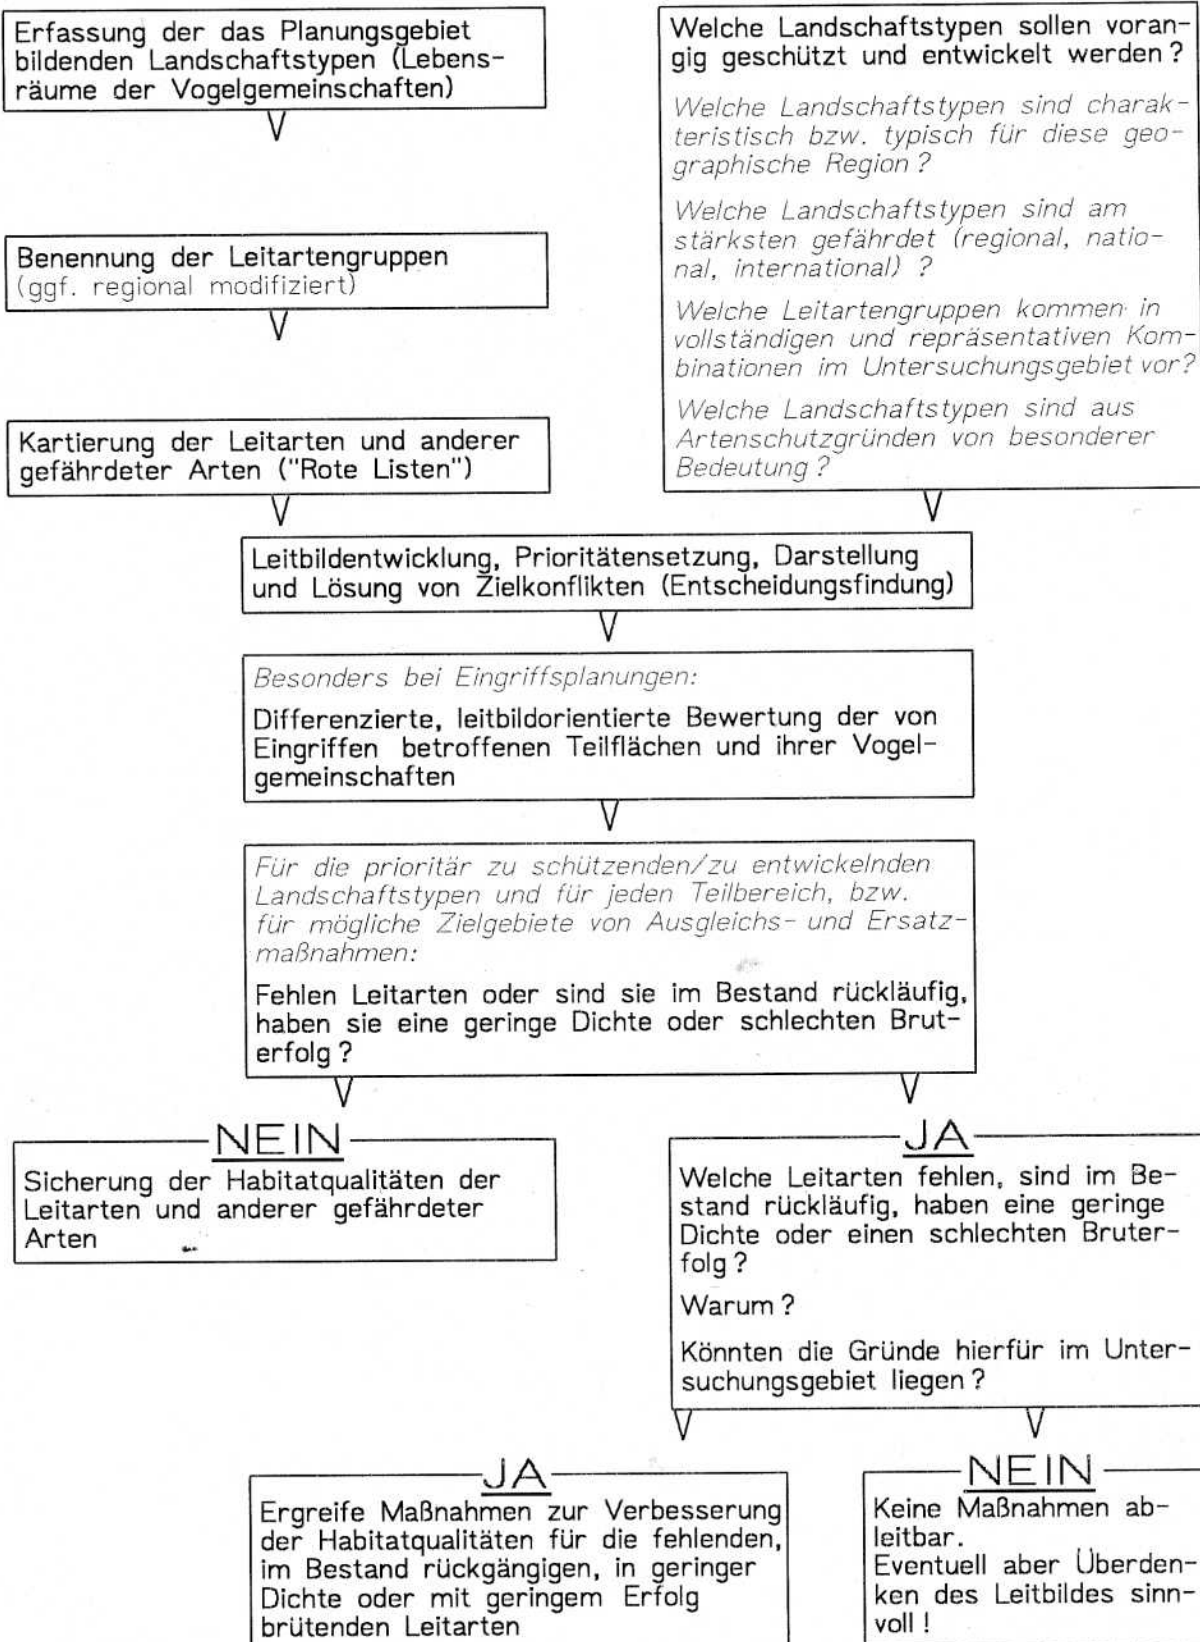 Erfassung der das Planungsgebiet
bildenden Landschaftstypen (Lebens-
räume der Vogelgemeinschaften)
Benennung der Leitartengruppen
(ggf. regional modifiziert)
Kartierung der Leitarten und anderer
gefährdeter Arten ("Rote Listen")
Welche Landschaftstypen sollen voran-
gig geschützt und entwickelt werden ?
Welche Landschaftstypen sind charak-
teristisch bzw. typisch für diese geo-
graphische Region ?
Welche Landschaftstypen sind am
stärksten gefährdet (regional, natio-
nal, international) ?
Welche Leitartengruppen kommen in
vollständigen und repräsentativen Kom-
binationen im Untersuchungsgebiet vor?
Welche Landschaftstypen sind aus
Artenschutzgründen von besonderer
Bedeutung ?
Leitbildentwicklung, Prioritätensetzung, Darstellung
und Lösung von Zielkonflikten (Entscheidungsfindung)
Besonders bei Eingriffsplanungen:
Differenzierte, leitbildorientierte Bewertung der von
Eingriffen betroffenen Teilflächen und ihrer Vogel-
gemeinschaften
Für die prioritär zu schützenden/zu entwickelnden
Landschaftstypen und für jeden Teilbereich, bzw.
für mögliche Zielgebiete von Ausgleichs- und Ersatz-
maßnahmen:
Fehlen Leitarten oder sind sie im Bestand rückläufig,
haben sie eine geringe Dichte oder schlechten Brut-
erfolg ?
NEIN
Sicherung der Habitatqualitäten der
Leitarten und anderer gefährdeter
Arten
JA
Welche Leitarten fehlen, sind im Be-
stand rückläufig, haben eine geringe
Dichte oder einen schlechten Bruter-
folg ?
Warum ?
Könnten die Gründe hierfür im Unter-
suchungsgebiet liegen ?
JA
Ergreife Maßnahmen zur Verbesserung
der Habitatqualitäten für die fehlenden,
im Bestand rückgängigen, in geringer
Dichte oder mit geringem Erfolg
brütenden Leitarten
NEIN
Keine Maßnahmen ab-
leitbar.
Eventuell aber Überden-
ken des Leitbildes sinn-
voll !